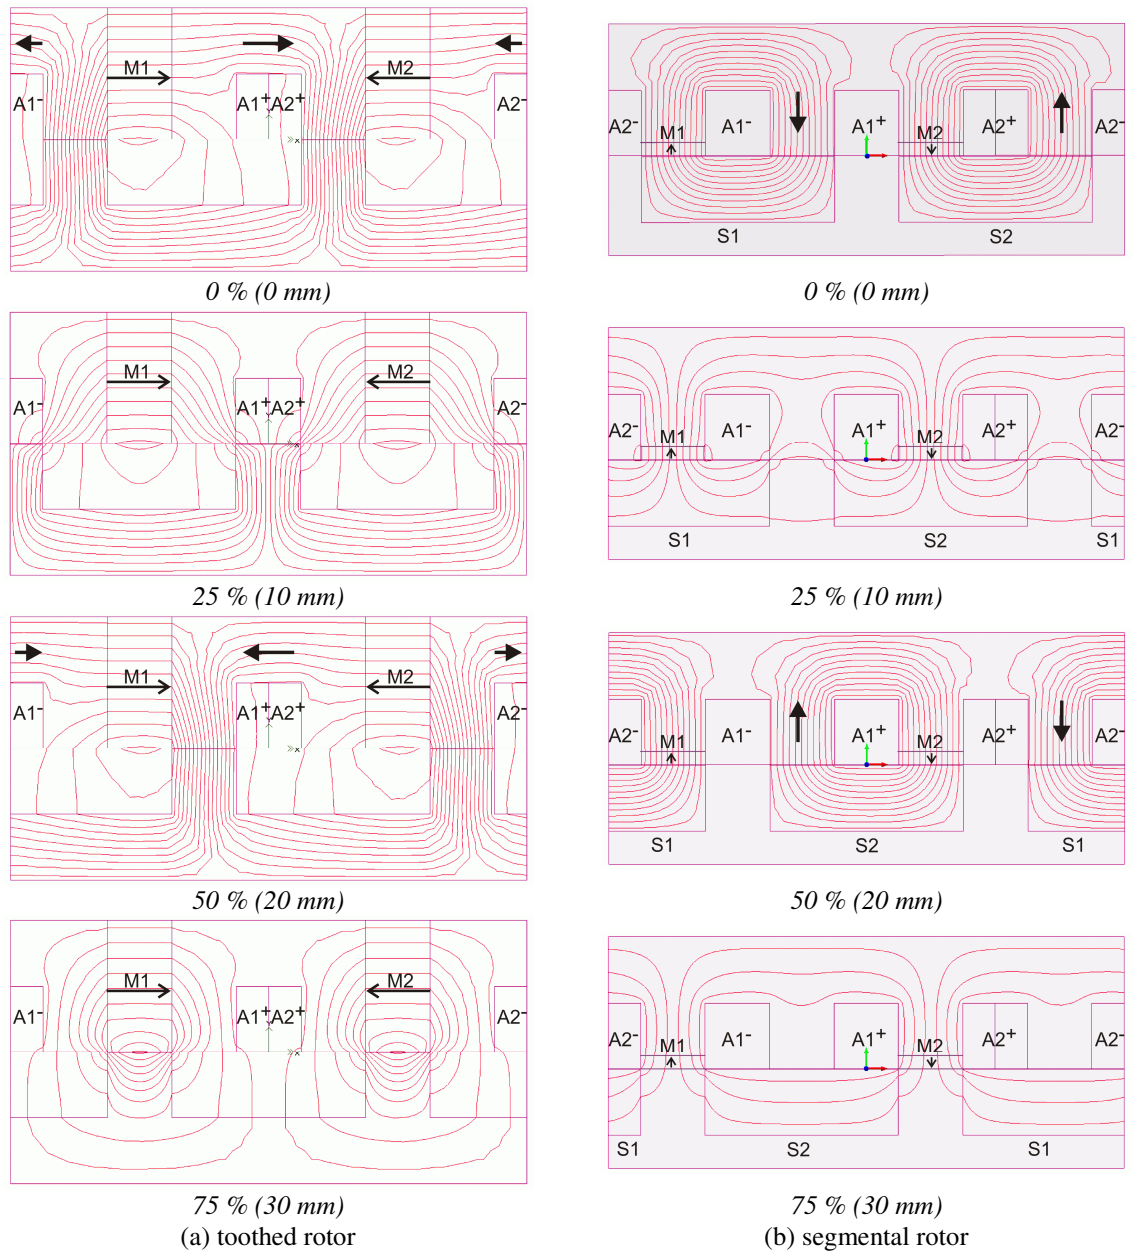 M1 M2
A1- A1+ A2+ A2-
x
0 % (0 mm)
M1 M2
A1- A1+ A2+ A2-
x
25 % (10 mm)
M1 M2
A1- A1+ A2+ A2-
x
50 % (20 mm)
M1 M2
A1- A1+ A2+ A2-
x
75 % (30 mm)
(a) toothed rotor
A2- M1 A1- A1+ M2 A2+ A2-
S1 S2
0 % (0 mm)
A2- M1 A1- A1+ M2 A2+ A2-
S1 S2 S1
25 % (10 mm)
A2- M1 A1- A1+ M2 A2+ A2-
S1 S2 S1
50 % (20 mm)
A2- M1 A1- A1+ M2 A2+ A2-
S1 S2 S1
75 % (30 mm)
(b) segmental rotor